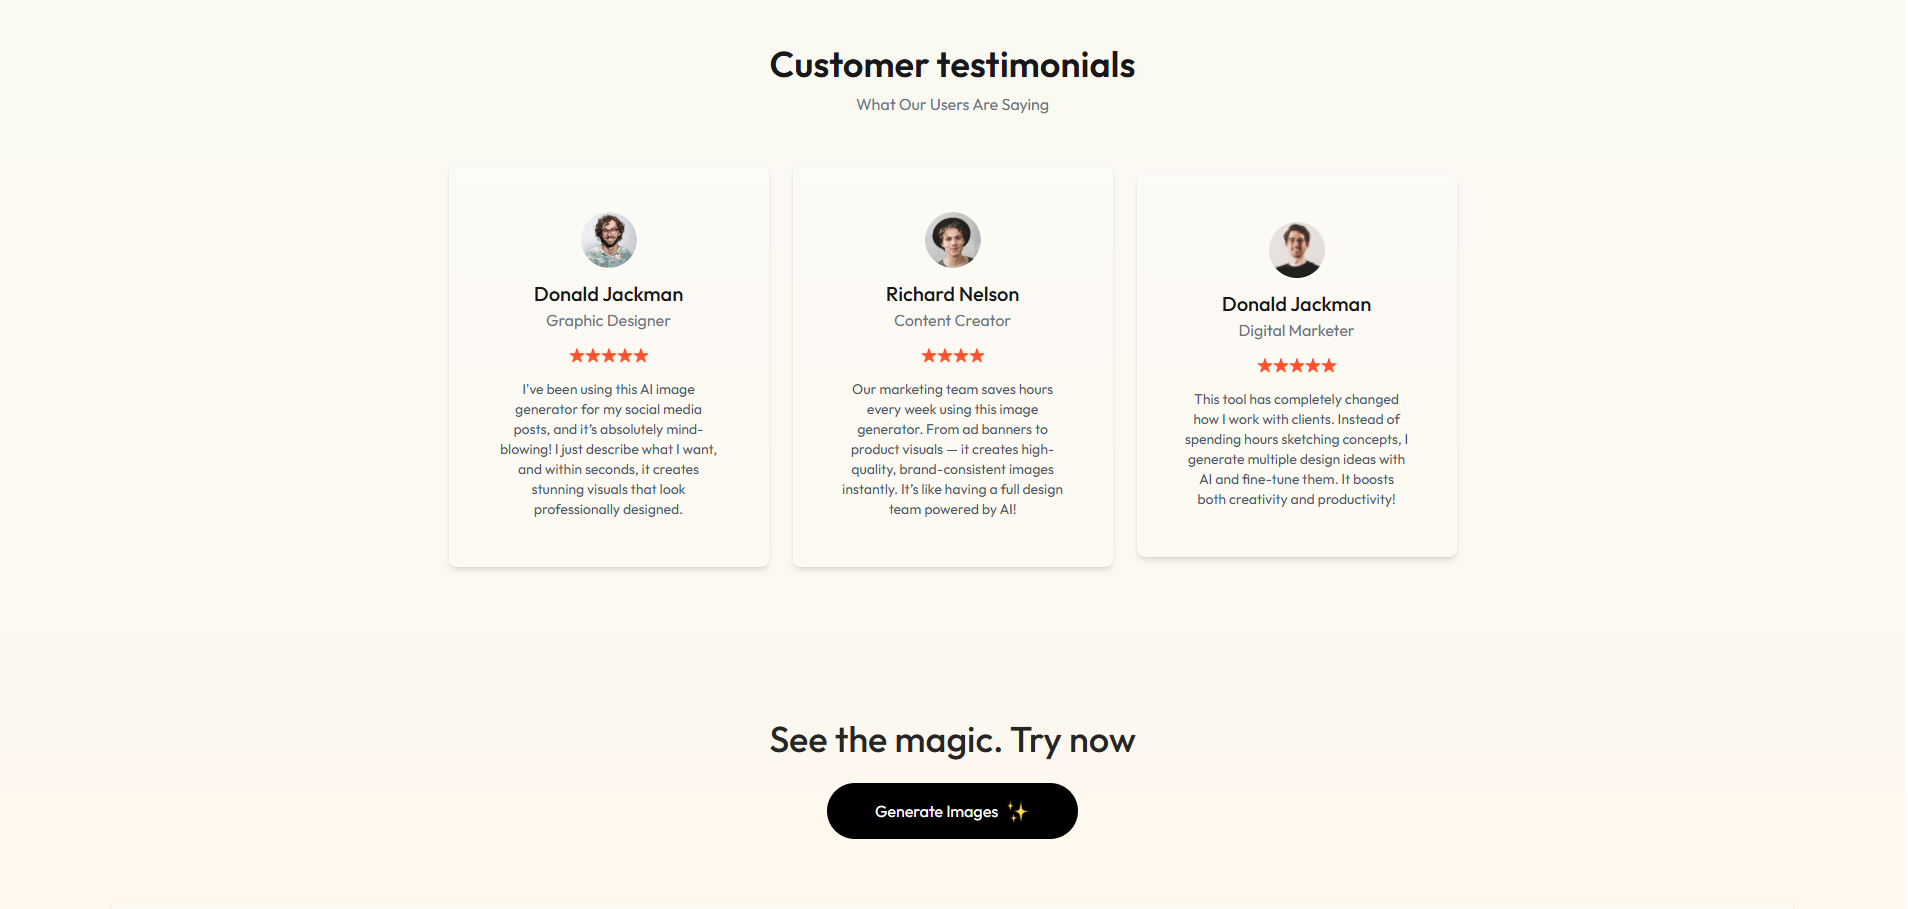 Customer testimonials
What Our Users Are Saying
Donald Jackman
Graphic Designer
I've been using this AI image
generator for my social media
posts, and it's absolutely mind-
blowing! I just describe what I want,
and within seconds, it creates
stunning visuals that look
professionally designed.
Richard Nelson
Content Creator
Our marketing team saves hours
every week using this image
generator. From ad banners to
product visuals — it creates high-
quality, brand-consistent images
instantly. It's like having a full design
team powered by AI!
Donald Jackman
Digital Marketer
This tool has completely changed
how I work with clients. Instead of
spending hours sketching concepts, I
generate multiple design ideas with
AI and fine-tune them. It boosts
both creativity and productivity!
See the magic. Try now
Generate Images ✨